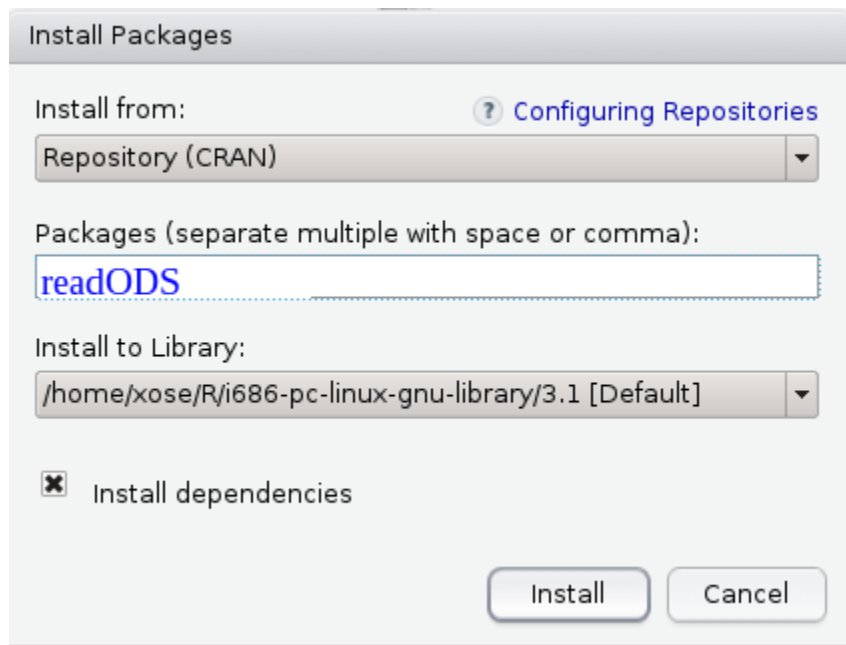 Install Packages
Install from:
? Configuring Repositories
Repository (CRAN)
Packages (separate multiple with space or comma):
readODS
Install to Library:
/home/xose/R/i686-pc-linux-gnu-library/3.1 [Default]
Install dependencies
Install
Cancel